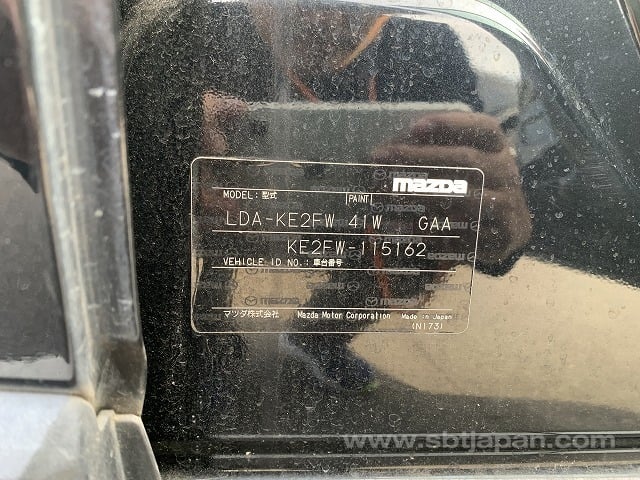 mazda
MODEL:型式 PAINT
LDA-KE2FW 41W GAA
KE2FW-115162
VEHICLE ID NO.:車台番号
マツダ株式会社 Mazda Motor Corporation Made in Japan
(N173)
www.sbtjapan.com